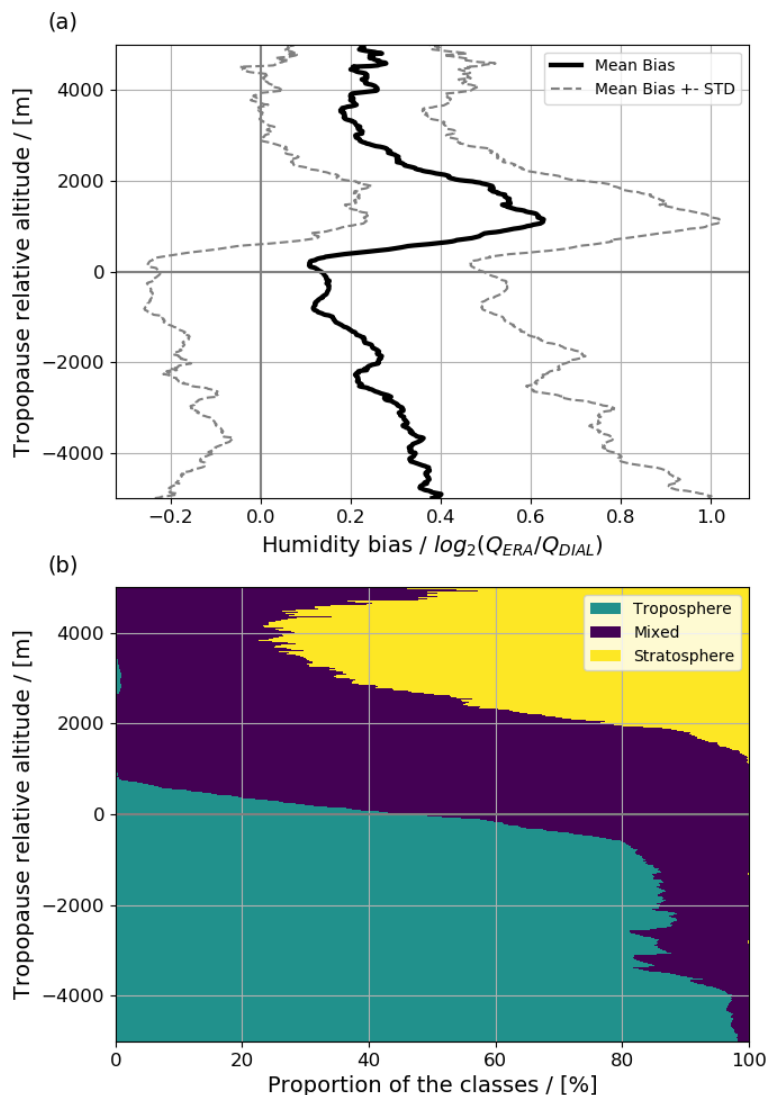 (a)
Tropopause relative altitude / [m]
4000
2000
0
−2000
−4000
Mean Bias
Mean Bias +- STD
−0.2
0.0
0.2
0.4
0.6
0.8
1.0
Humidity bias / log₂(Q_ERA/Q_DIAL)
(b)
Tropopause relative altitude / [m]
4000
2000
0
−2000
−4000
Troposphere
Mixed
Stratosphere
0
20
40
60
80
100
Proportion of the classes / [%]